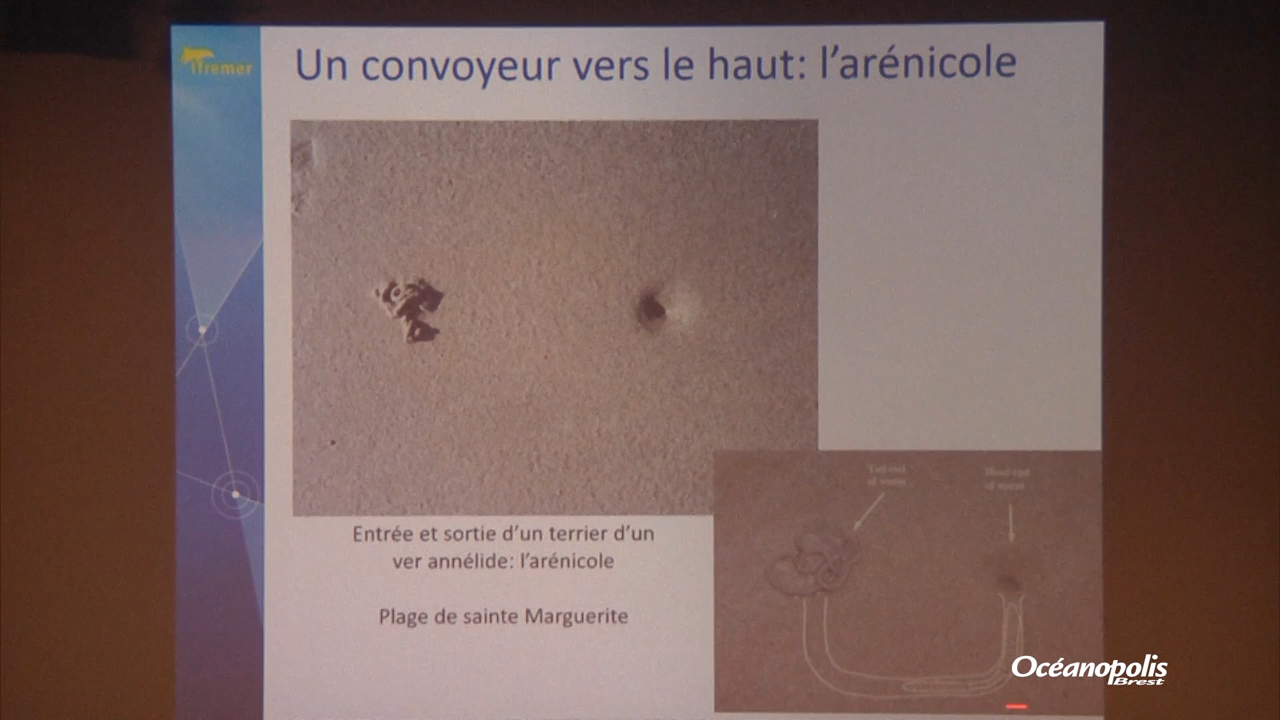 Ifremer
Un convoyeur vers le haut: l'arénicole
Tail end
of worm
Head end
of worm
Entrée et sortie d'un terrier d'un
ver annélide: l'arénicole
Plage de sainte Marguerite
Océanopolis
Brest